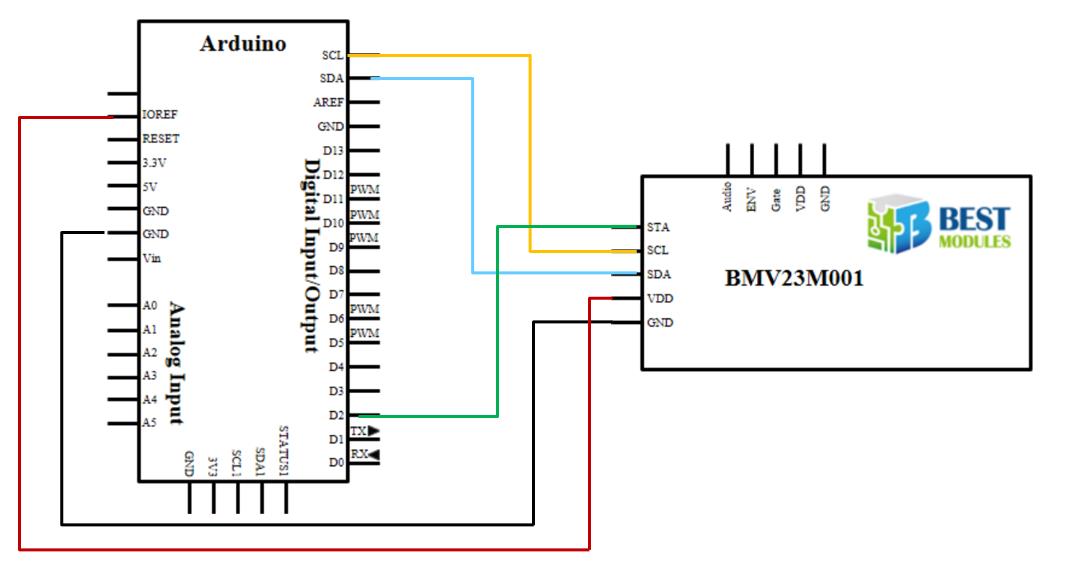 Arduino
SCL
SDA
AREF
GND
D13
D12
D11
PWM
D10
PWM
D9
PWM
D8
D7
D6
PWM
D5
PWM
D4
D3
D2
D1
TX
D0
RX
Digital Input/Output
IOREF
RESET
3.3V
5V
GND
GND
Vin
A0
A1
A2
A3
A4
A5
Analog Input
GND
3V3
SCL1
SDA1
STATUS1
Audio
ENV
Gate
VDD
GND
STA
SCL
SDA
VDD
GND
BMV23M001
BEST
MODULES